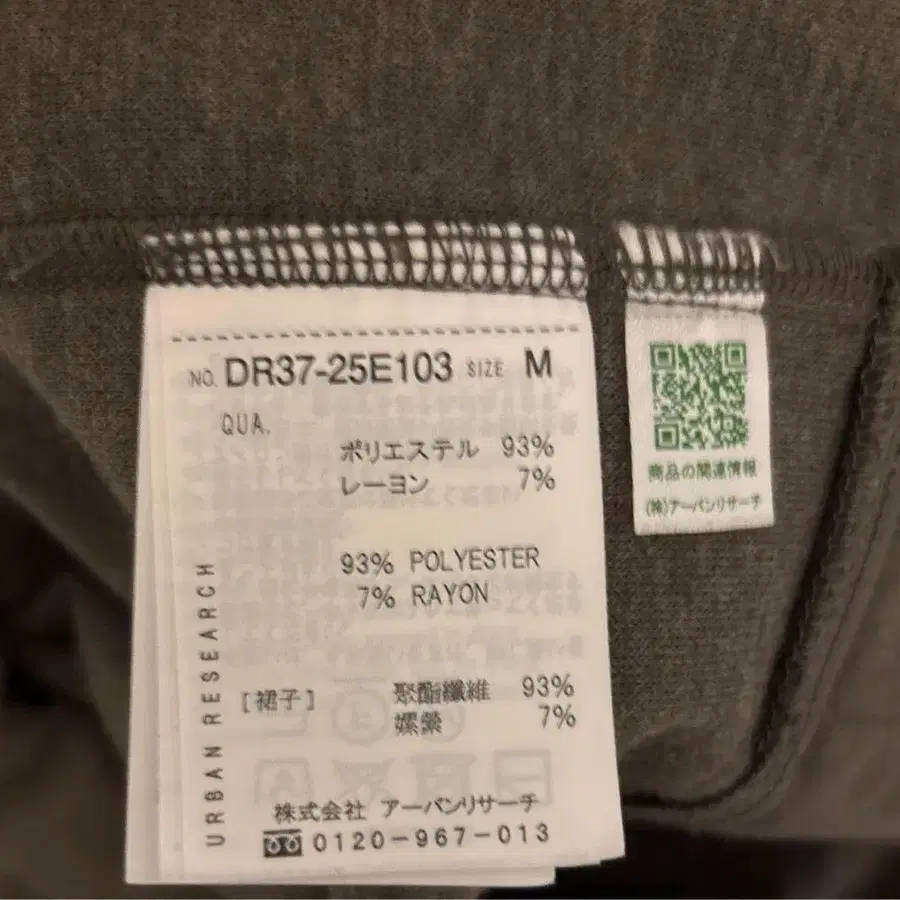 NO. DR37-25E103 SIZE M
QUA.
ポリエステル 93%
レーヨン 7%
93% POLYESTER
7% RAYON
[裙子] 聚酯纖維 93%
嫘縈 7%
URBAN RESEARCH
株式会社 アーバンリサーチ
0120-967-013
商品の関連情報
(株)アーバンリサーチ